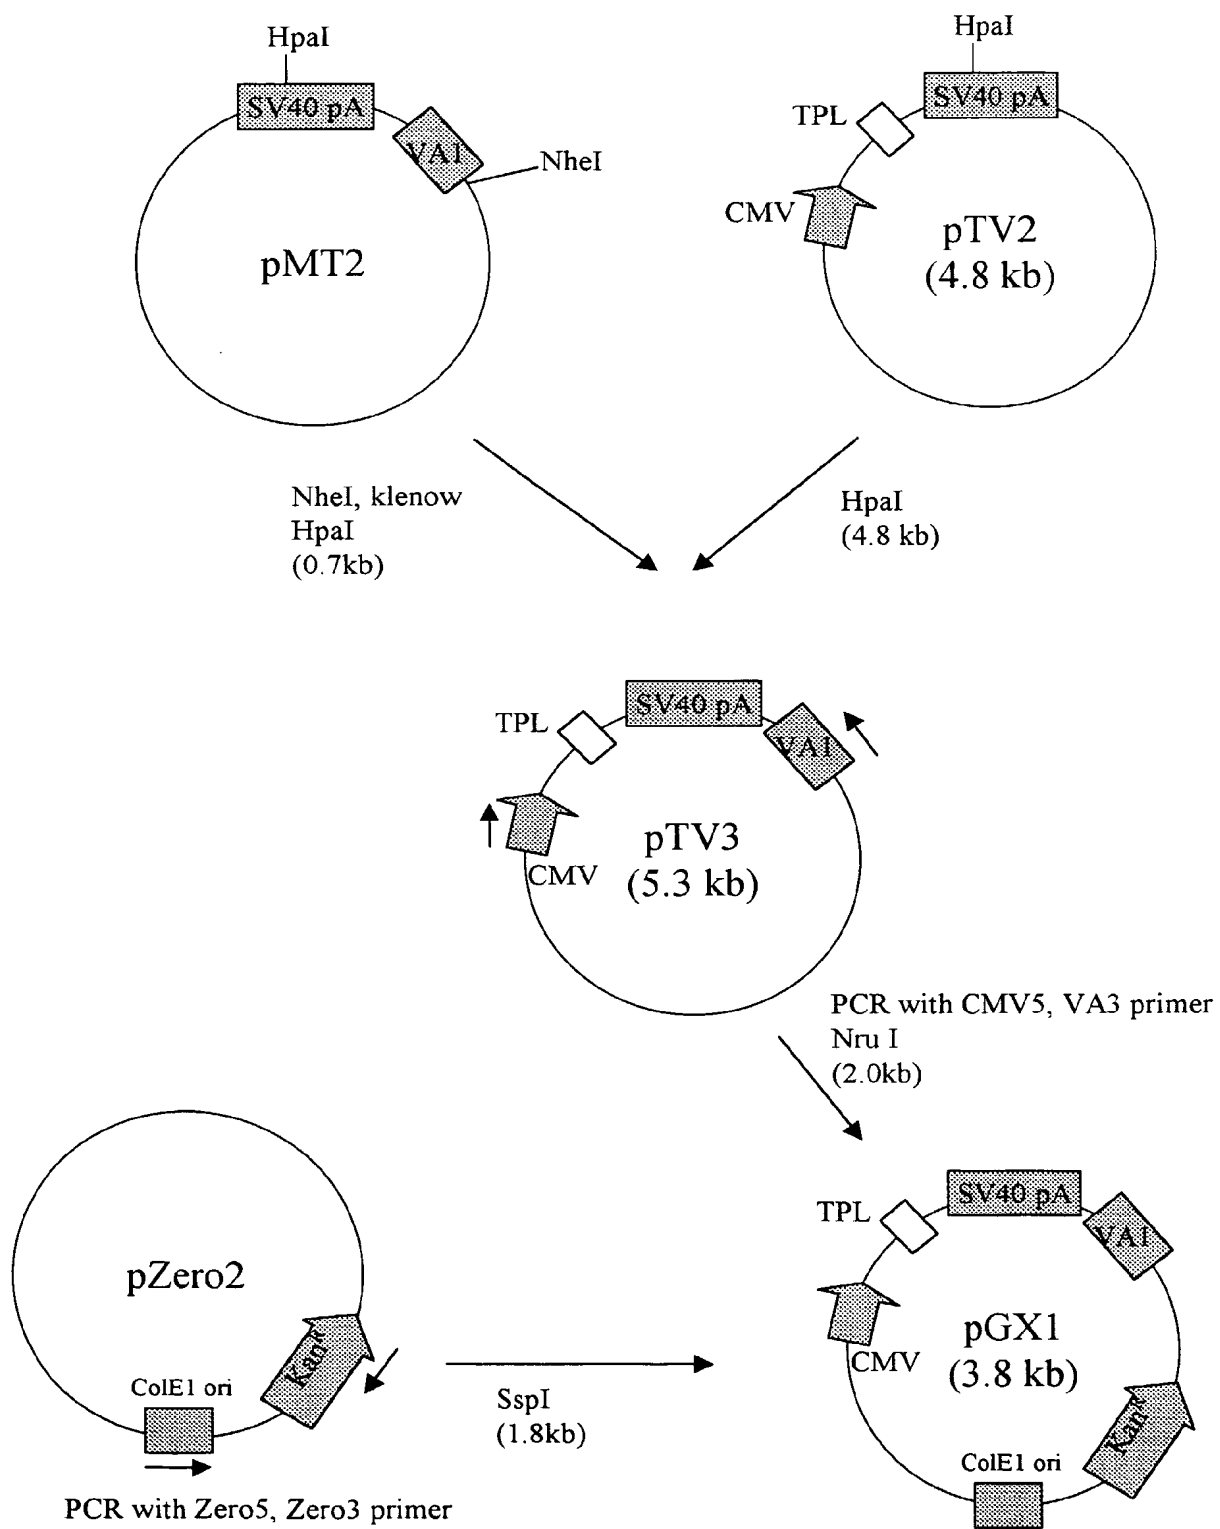 HpaI
SV40 pA
VA1
NheI
pMT2
HpaI
SV40 pA
TPL
CMV
pTV2
(4.8 kb)
NheI, klenow
HpaI
(0.7kb)
HpaI
(4.8 kb)
SV40 pA
TPL
VA1
pTV3
(5.3 kb)
CMV
PCR with CMV5, VA3 primer
Nru I
(2.0kb)
pZero2
KanR
ColE1 ori
PCR with Zero5, Zero3 primer
SspI
(1.8kb)
SV40 pA
TPL
VA1
pGX1
(3.8 kb)
CMV
KanR
ColE1 ori